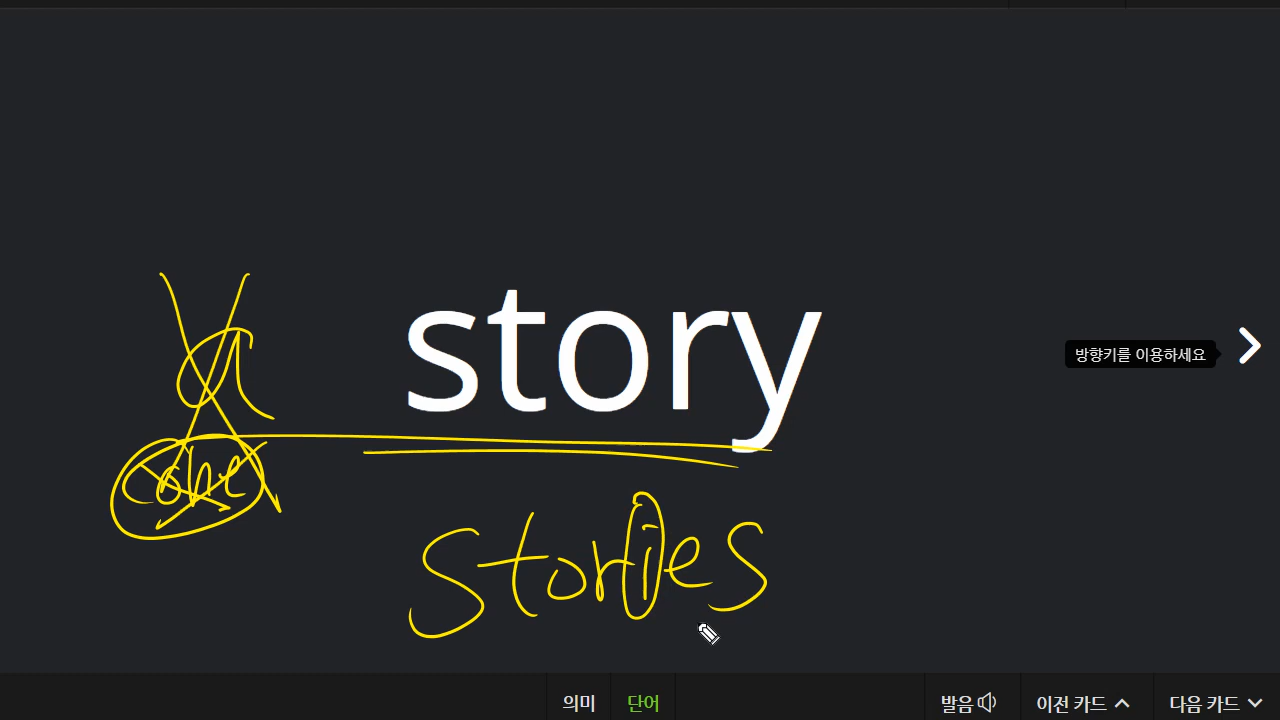 story
방향키를 이용하세요
a
stories
의미
단어
발음
이전 카드
다음 카드